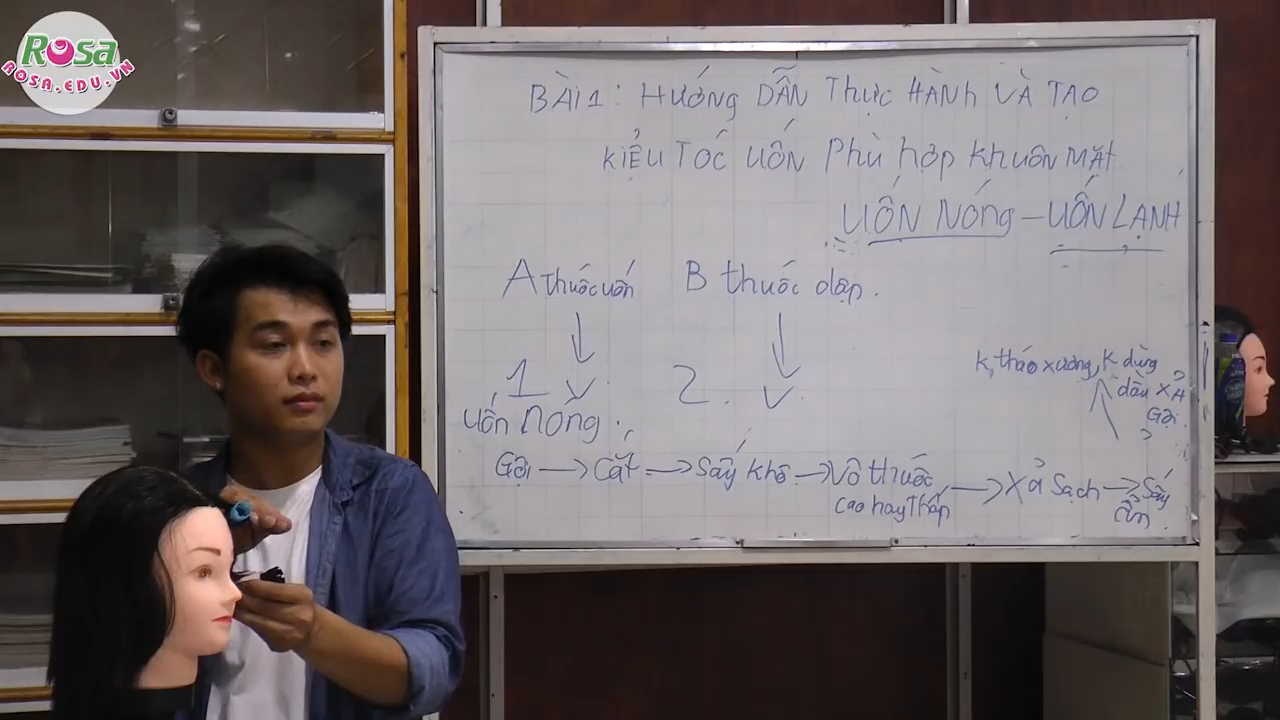 Rosa
ROSA.EDU.VN
BÀI 1: HƯỚNG DẪN THỰC HÀNH VÀ TẠO
KIỂU TÓC UỐN PHÙ HỢP KHUÔN MẶT
UỐN NÓNG – UỐN LẠNH
A thuốc uốn B thuốc dập.
1 2.
UỐN NÓNG.
K tháo xương, K dùng
dầu XẢ
Gội
Gội → Cắt → Sấy khô → Vô thuốc → Xả sạch → Sấy
cao hay thấp
ẩm.